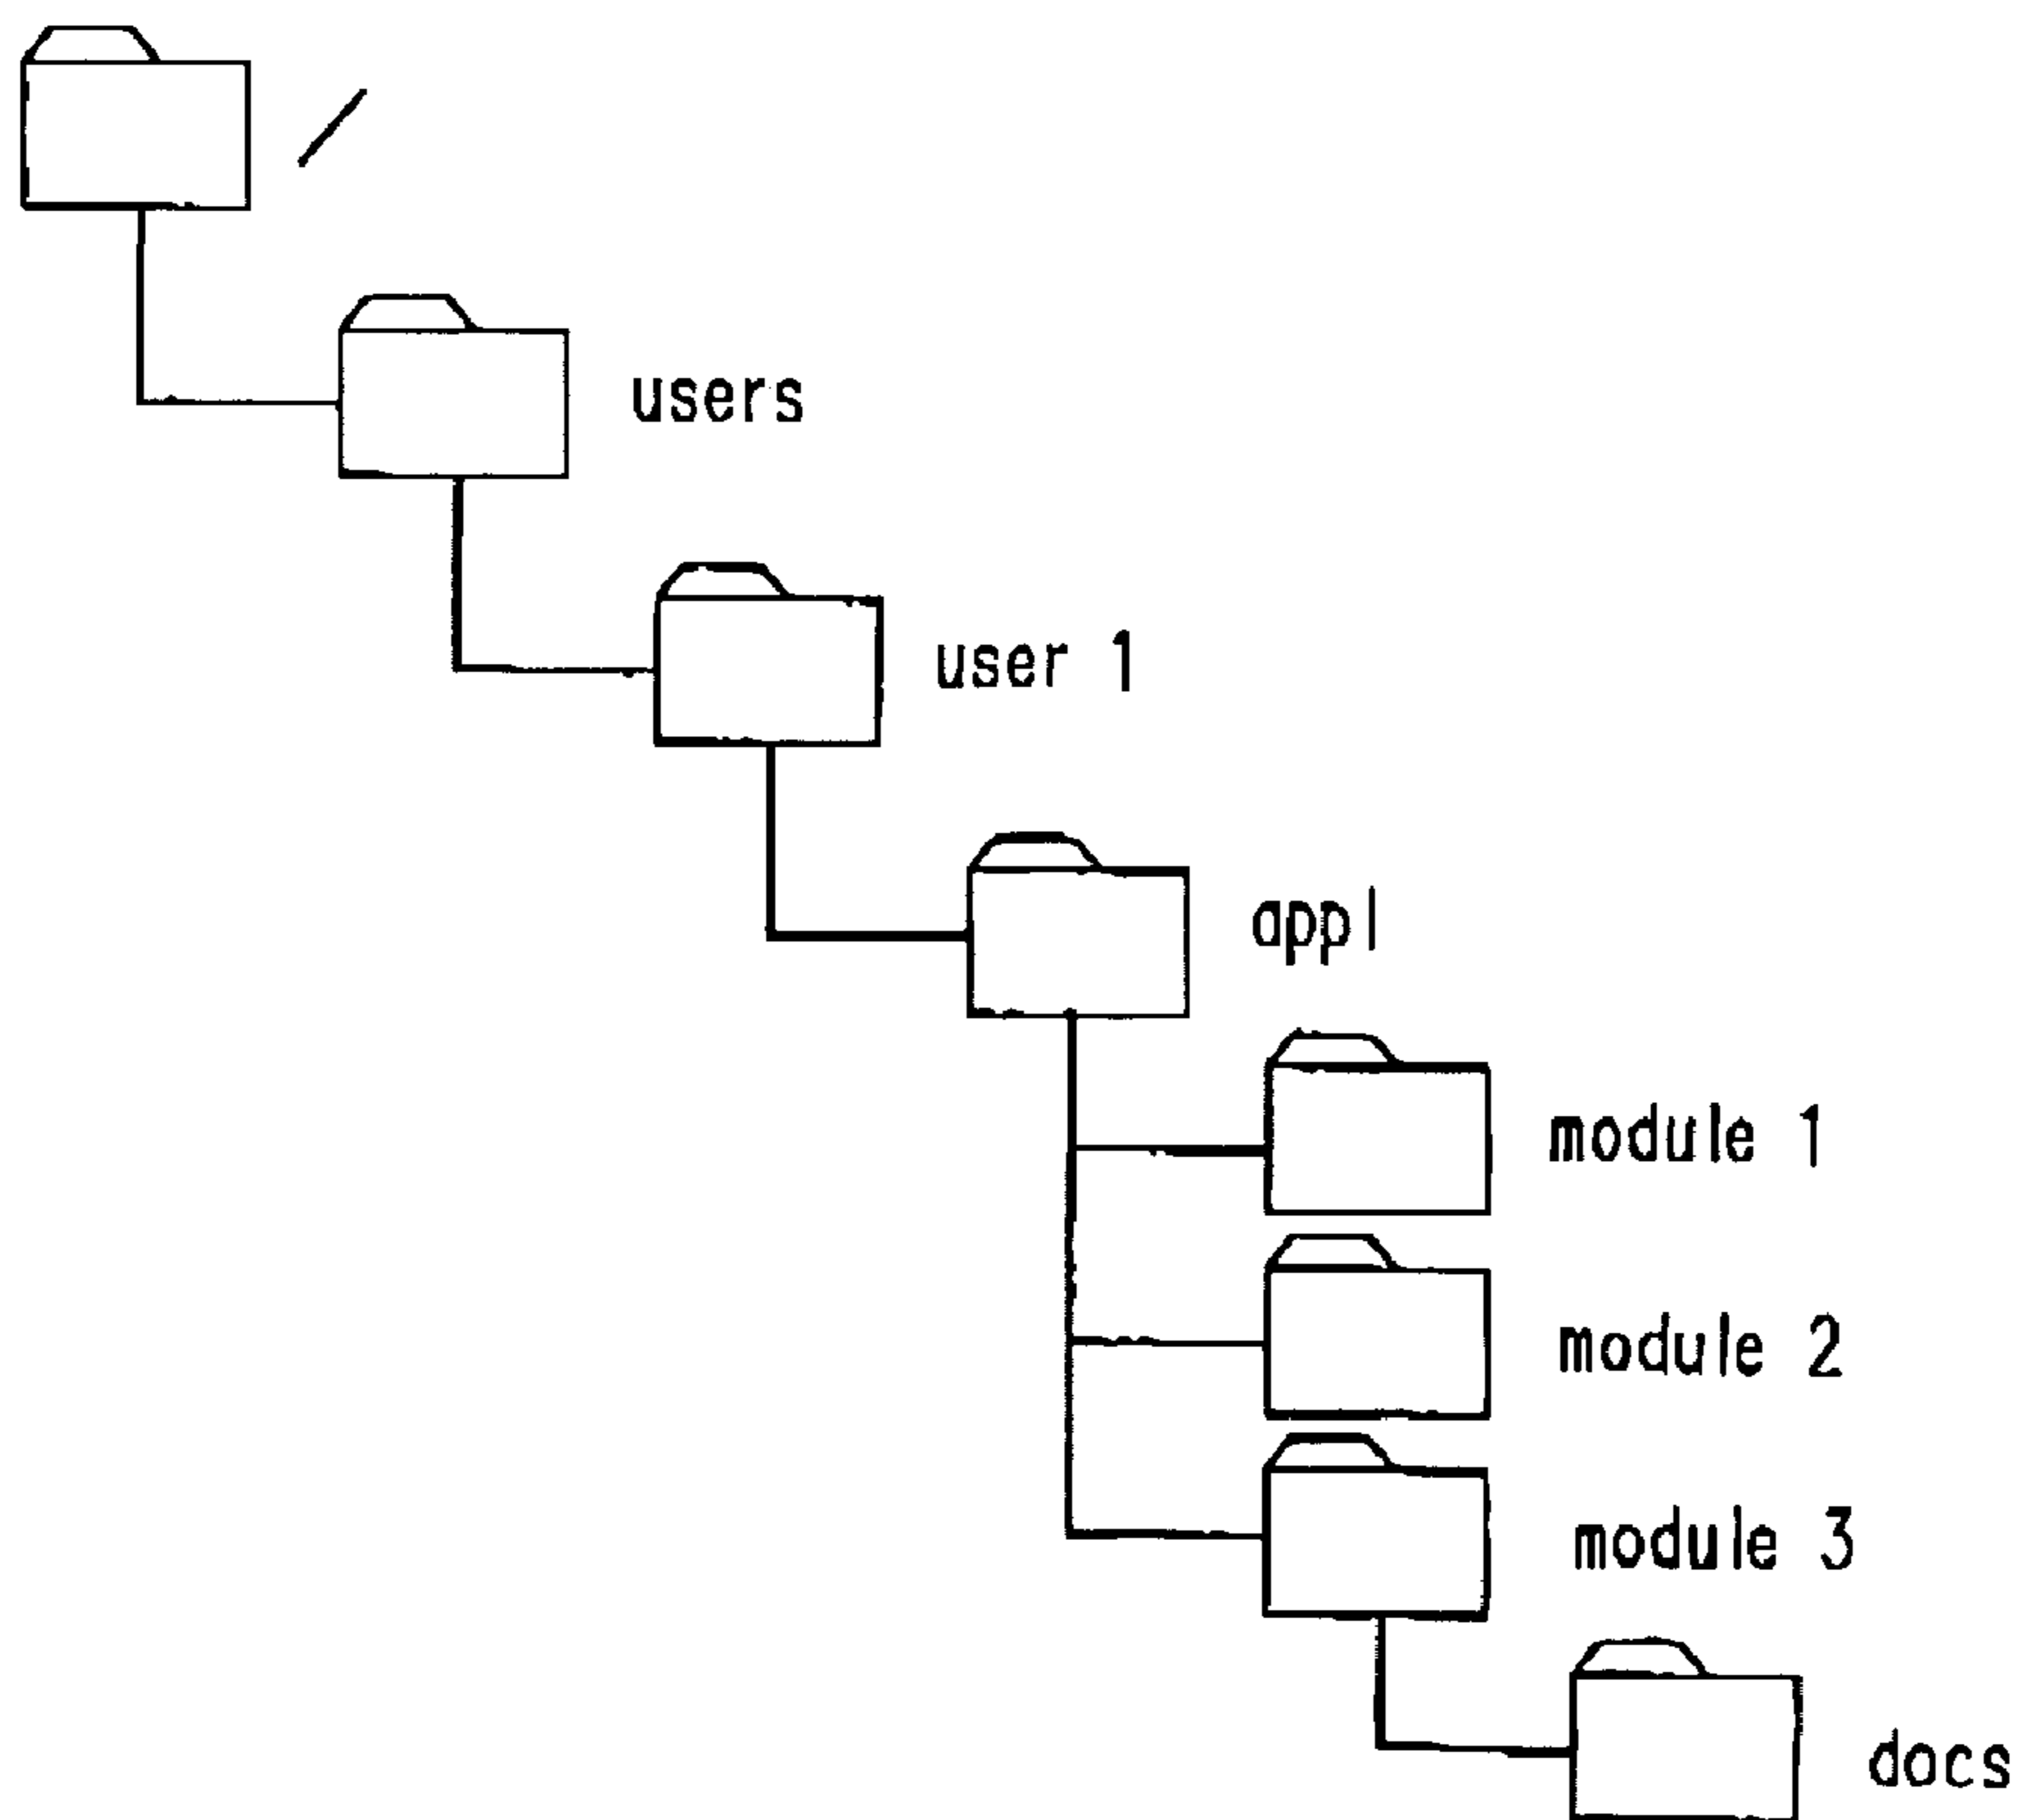 /
users
user 1
appl
module 1
module 2
module 3
docs